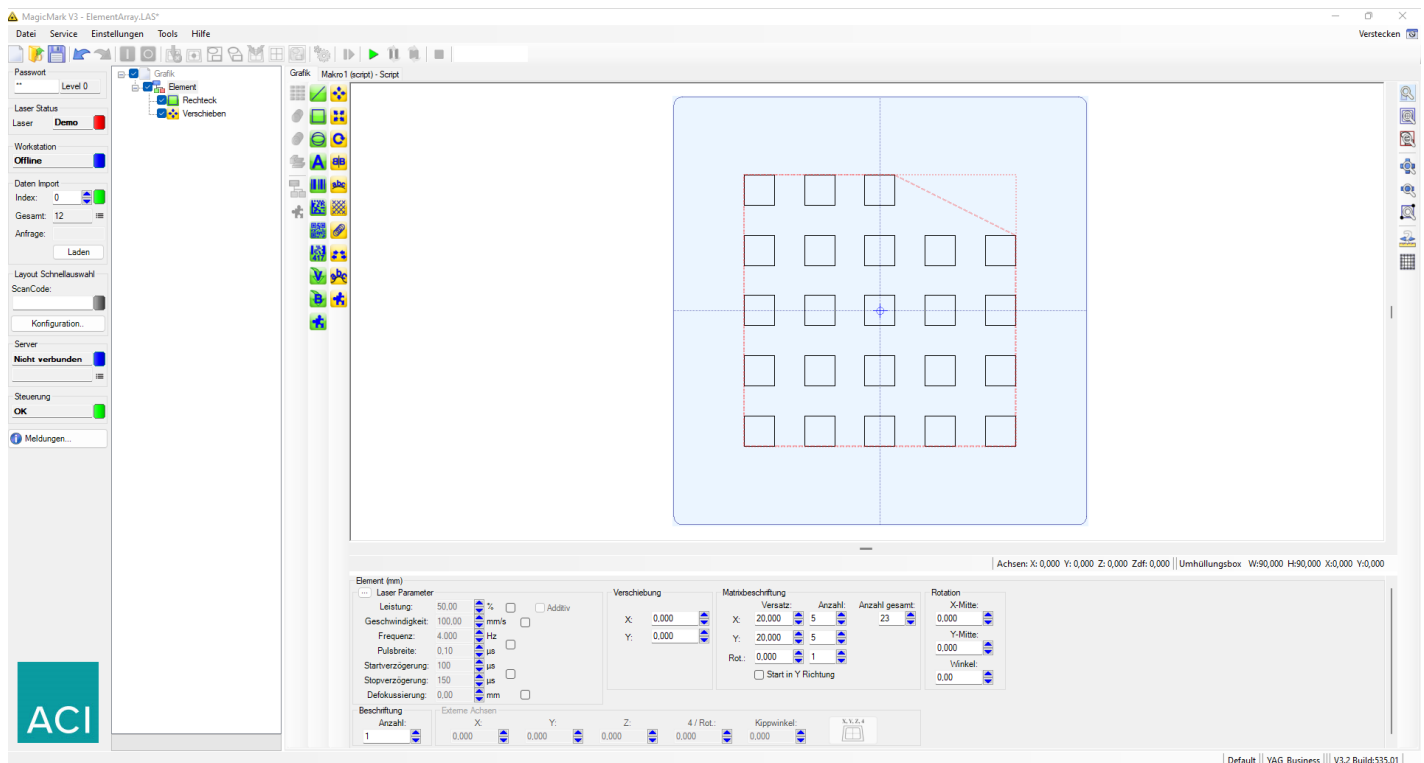 MagicMark V3 - ElementArray.LAS*
Datei Service Einstellungen Tools Hilfe
Verstecken
Passwort
** Level 0
Laser Status
Laser Demo
Workstation
Offline
Daten Import
Index: 0
Gesamt: 12
Anfrage:
Laden
Layout Schnellauswahl
ScanCode:
Konfiguration..
Server
Nicht verbunden
Steuerung
OK
Meldungen...
ACI
Grafik
Element
Rechteck
Verschieben
Grafik Makro1 (script) - Script
A BB
abc
417
V abc
B
Achsen: X: 0,000 Y: 0,000 Z: 0,000 Zdf: 0,000 Umhüllungsbox W:90,000 H:90,000 X:0,000 Y:0,000
Element (mm)
... Laser Parameter
Leistung: 50,00 % Additiv
Geschwindigkeit: 100,00 mm/s
Frequenz: 4.000 Hz
Pulsbreite: 0,10 µs
Startverzögerung: 100 µs
Stopverzögerung: 150 µs
Defokussierung: 0,00 mm
Verschiebung
X: 0,000
Y: 0,000
Matrixbeschriftung
Versatz: Anzahl: Anzahl gesamt:
X: 20,000 5 23
Y: 20,000 5
Rot.: 0,000 1
Start in Y Richtung
Rotation
X-Mitte:
0,000
Y-Mitte:
0,000
Winkel:
0,00
Beschriftung
Anzahl:
1
Externe Achsen
X: Y: Z: 4 / Rot.: Kippwinkel:
0,000 0,000 0,000 0,000 0,000
X, Y, Z, 4
Default YAG_Business V3.2 Build:535.01